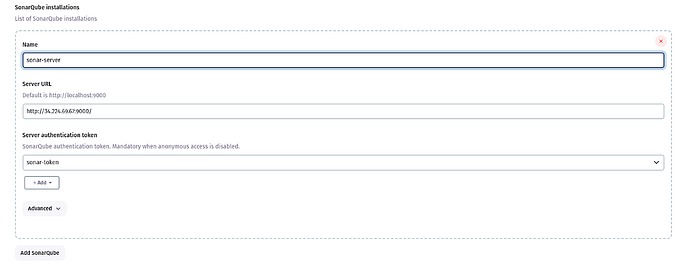 SonarQube installations
List of SonarQube installations
Name
sonar-server
Server URL
Default is http://localhost:9000
http://34.224.69.67:9000/
Server authentication token
SonarQube authentication token. Mandatory when anonymous access is disabled.
sonar-token
+ Add
Advanced
Add SonarQube